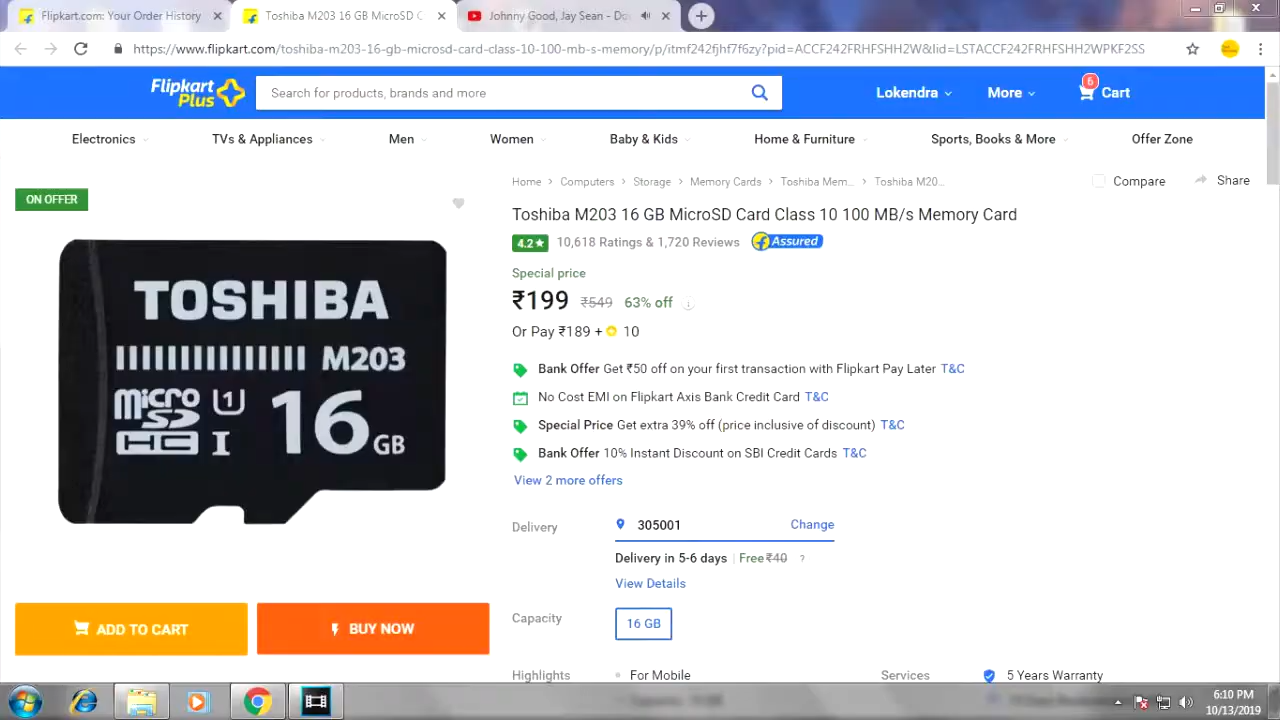 Flipkart.com: Your Order History
Toshiba M203 16 GB MicroSD C
Johnny Good, Jay Sean - Do
https://www.flipkart.com/toshiba-m203-16-gb-microsd-card-class-10-100-mb-s-memory/p/itmf242fjhf7f6zy?pid=ACCF242FRHFSHH2W&lid=LSTACCF242FRHFSHH2WPKF2SS
Flipkart
Plus
Search for products, brands and more
Lokendra
More
6
Cart
Electronics
TVs & Appliances
Men
Women
Baby & Kids
Home & Furniture
Sports, Books & More
Offer Zone
Home > Computers > Storage > Memory Cards > Toshiba Mem... > Toshiba M20...
Compare
Share
ON OFFER
Toshiba M203 16 GB MicroSD Card Class 10 100 MB/s Memory Card
4.2★ 10,618 Ratings & 1,720 Reviews Assured
Special price
₹199 ₹549 63% off
Or Pay ₹189 + 10
TOSHIBA
M203
micro SD HC I U1
16 GB
Bank Offer Get ₹50 off on your first transaction with Flipkart Pay Later T&C
No Cost EMI on Flipkart Axis Bank Credit Card T&C
Special Price Get extra 39% off (price inclusive of discount) T&C
Bank Offer 10% Instant Discount on SBI Credit Cards T&C
View 2 more offers
Delivery
305001
Change
Delivery in 5-6 days | Free ₹40 ?
View Details
Capacity
16 GB
ADD TO CART
BUY NOW
Highlights
For Mobile
Services
5 Years Warranty
6:10 PM
10/13/2019